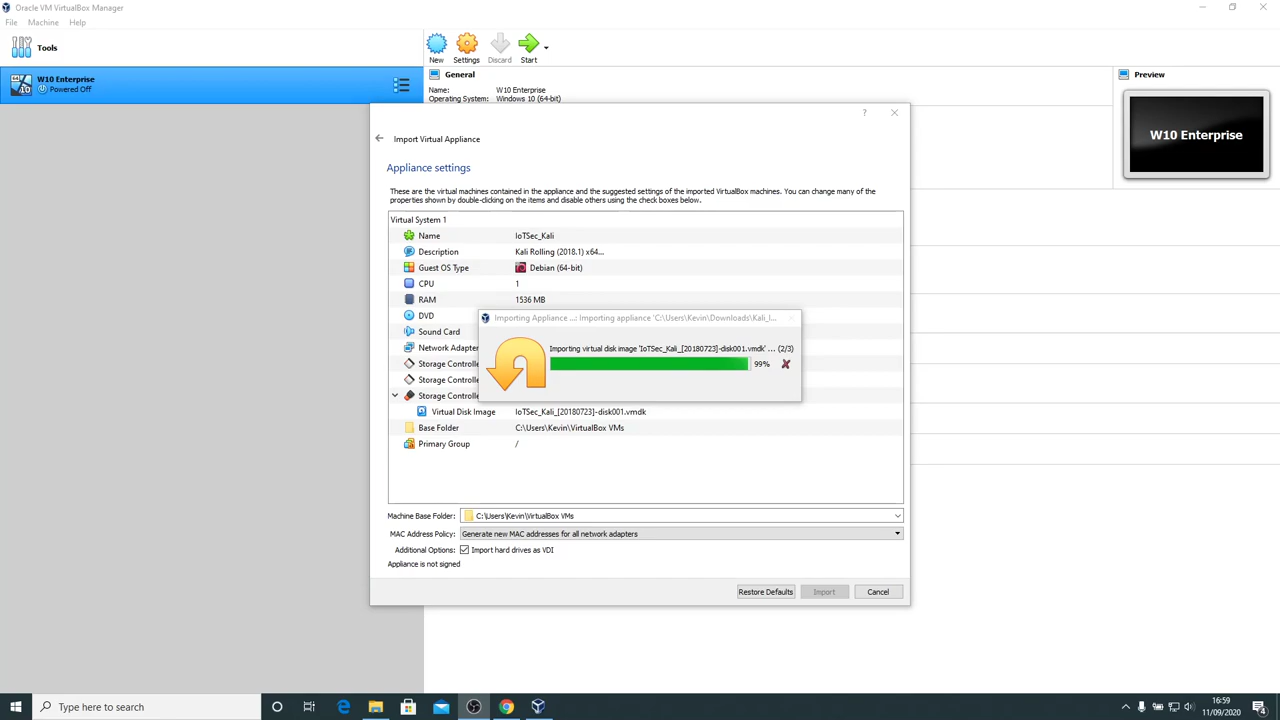 Oracle VM VirtualBox Manager
File Machine Help
Tools
New Settings Discard Start
W10 Enterprise
Powered Off
General
Name: W10 Enterprise
Operating System: Windows 10 (64-bit)
Preview
W10 Enterprise
Import Virtual Appliance
Appliance settings
These are the virtual machines contained in the appliance and the suggested settings of the imported VirtualBox machines. You can change many of the
properties shown by double-clicking on the items and disable others using the check boxes below.
Virtual System 1
Name IoTSec_Kali
Description Kali Rolling (2018.1) x64...
Guest OS Type Debian (64-bit)
CPU 1
RAM 1536 MB
DVD
Sound Card
Network Adapter
Storage Controlle
Storage Controlle
Storage Controlle
Importing Appliance ...: Importing appliance 'C:\Users\Kevin\Downloads\Kali_I...
Importing virtual disk image 'IoTSec_Kali_[20180723]-disk001.vmdk' ... (2/3)
99%
Virtual Disk Image IoTSec_Kali_[20180723]-disk001.vmdk
Base Folder C:\Users\Kevin\VirtualBox VMs
Primary Group /
Machine Base Folder: C:\Users\Kevin\VirtualBox VMs
MAC Address Policy: Generate new MAC addresses for all network adapters
Additional Options: Import hard drives as VDI
Appliance is not signed
Restore Defaults Import Cancel
Type here to search
16:59
11/09/2020
4